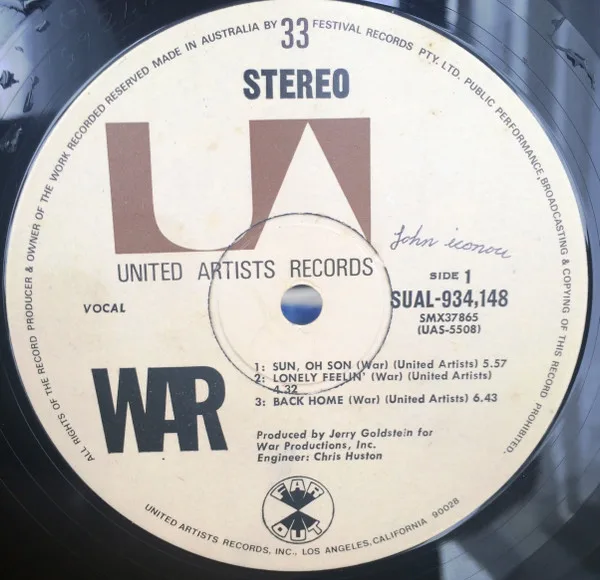 ALL RIGHTS OF THE RECORD PRODUCER & OWNER OF THE WORK RECORDED RESERVED MADE IN AUSTRALIA BY FESTIVAL RECORDS PTY. LTD. PUBLIC PERFORMANCE, BROADCASTING & COPYING OF THIS RECORD PROHIBITED.
33
STEREO
UA
UNITED ARTISTS RECORDS
John
SIDE 1
VOCAL
SUAL-934,148
SMX37865
(UAS-5508)
1: SUN, OH SON (War) (United Artists) 5.57
2: LONELY FEELIN' (War) (United Artists)
4.32
3: BACK HOME (War) (United Artists) 6.43
WAR
Produced by Jerry Goldstein for
War Productions, Inc.
Engineer: Chris Huston
FAR
OUT
UNITED ARTISTS RECORDS, INC., LOS ANGELES, CALIFORNIA 90028